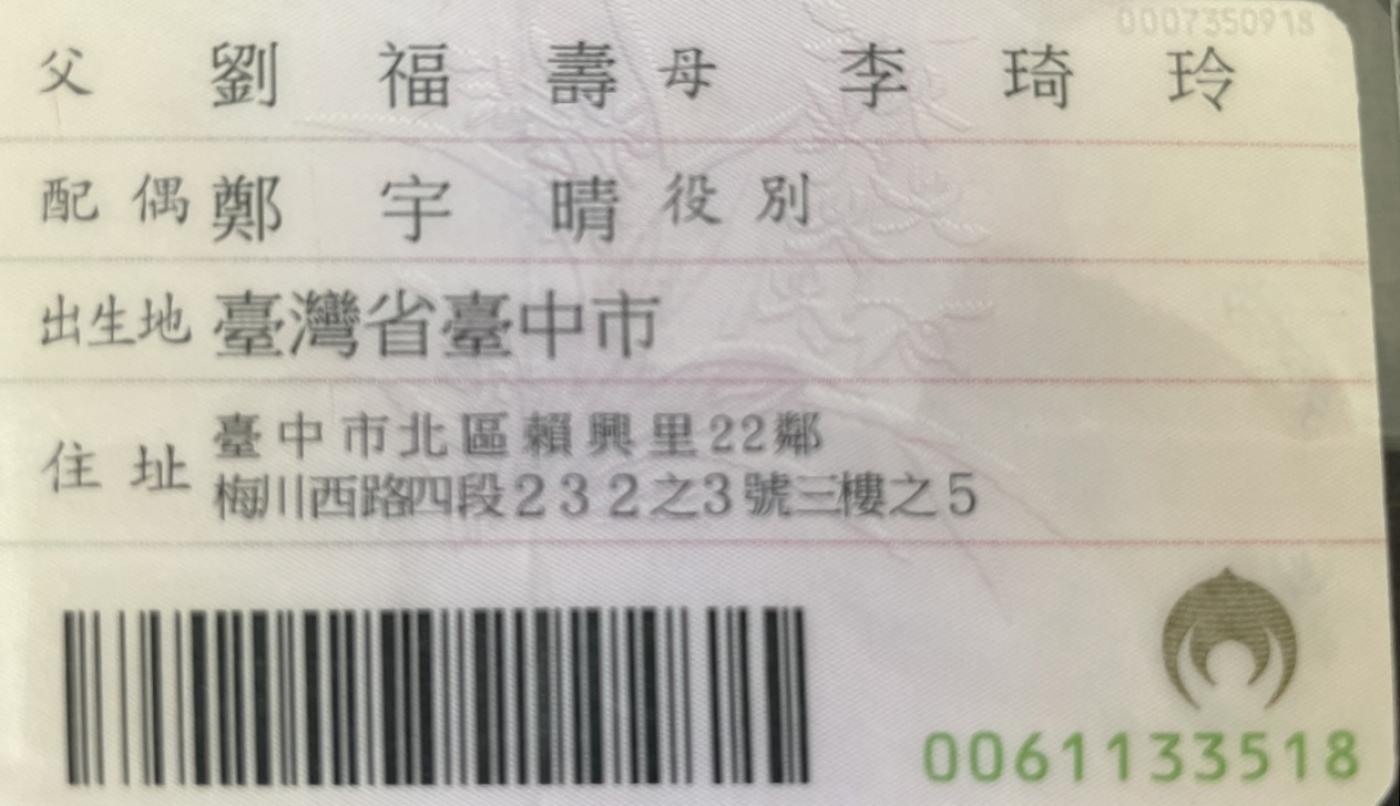 0007350918
父 劉福壽 母 李琦玲
配偶 鄭宇晴 役別
出生地 臺灣省臺中市
住址 臺中市北區賴興里22鄰
梅川西路四段232之3號三樓之5
0061133518